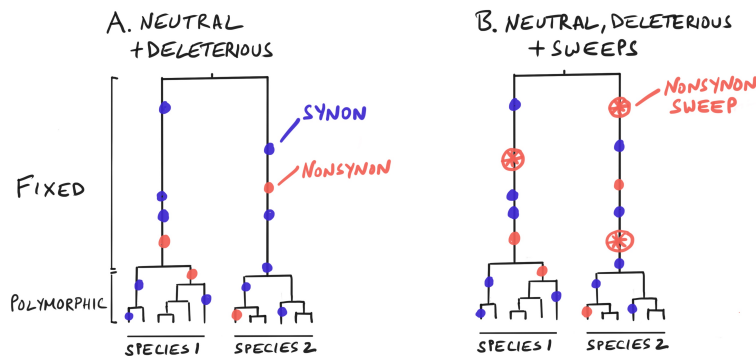 A. NEUTRAL
+DELETERIOUS
B. NEUTRAL, DELETERIOUS
+ SWEEPS
SYNON
NONSYNON
NONSYNON
SWEEP
FIXED
POLYMORPHIC
SPECIES 1
SPECIES 2
SPECIES 1
SPECIES 2